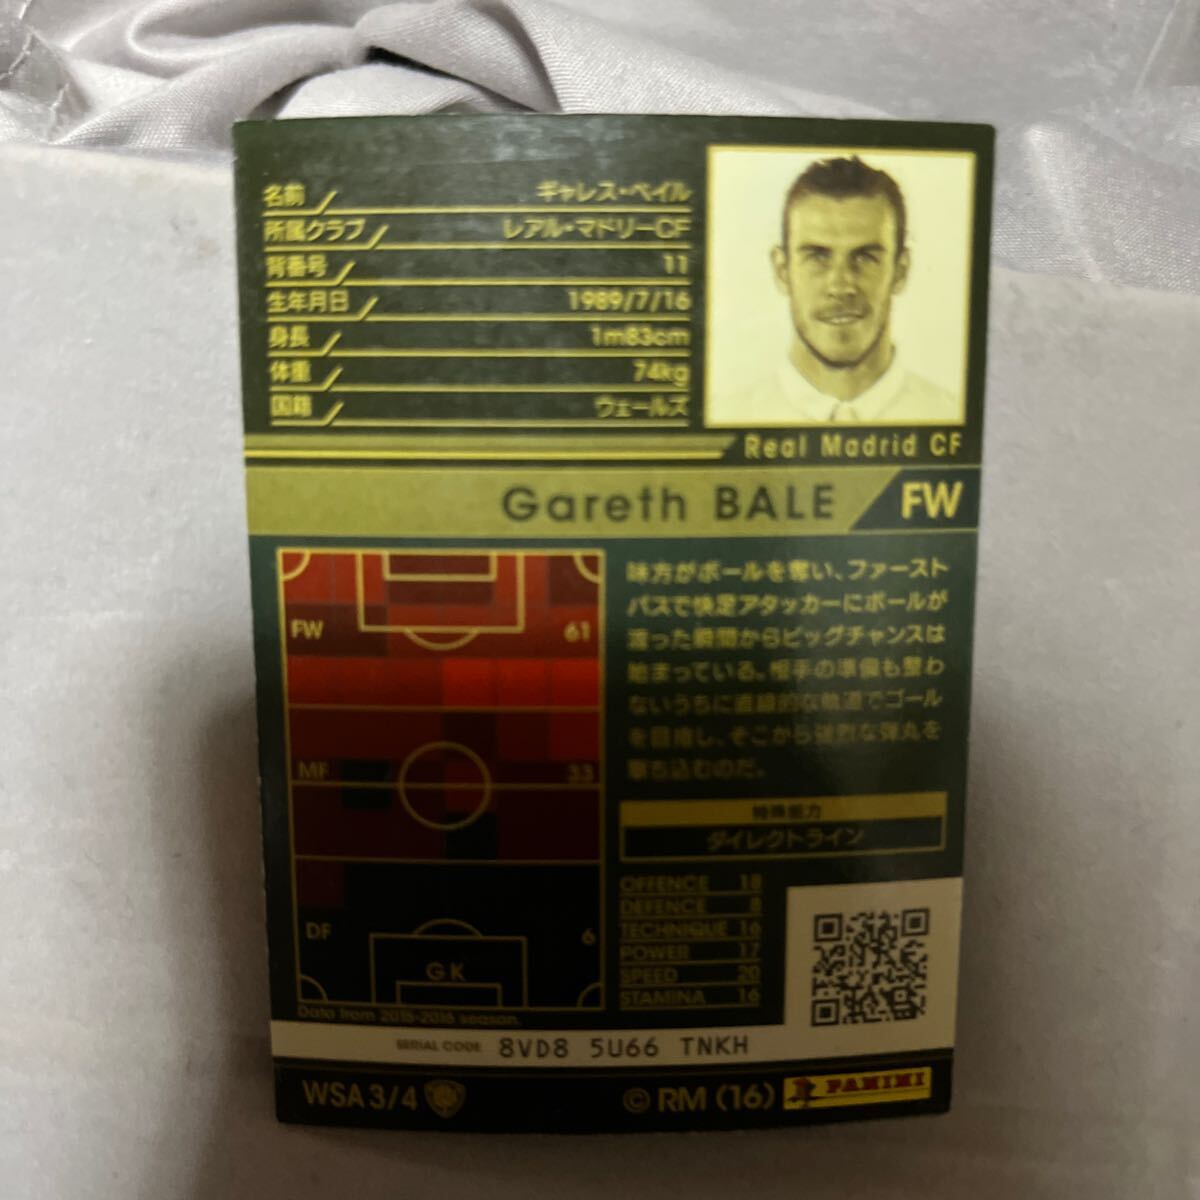 名前 ギャレス・ベイル
所属クラブ レアル・マドリーCF
背番号 11
生年月日 1989/7/16
身長 1m83cm
体重 74kg
国籍 ウェールズ
Real Madrid CF
Gareth BALE FW
FW 61
MF 33
DF 6
GK
Data from 2015-2016 season.
味方がボールを奪い、ファースト
パスで快足アタッカーにボールが
渡った瞬間からビッグチャンスは
始まっている。相手の準備も整わ
ないうちに直線的な軌道でゴール
を目指し、そこから強烈な弾丸を
撃ち込むのだ。
特殊能力
ダイレクトライン
OFFENCE 18
DEFENCE 8
TECHNIQUE 16
POWER 17
SPEED 20
STAMINA 16
SERIAL CODE 8VD8 5U66 TNKH
WSA 3/4
© RM (16) PANINI